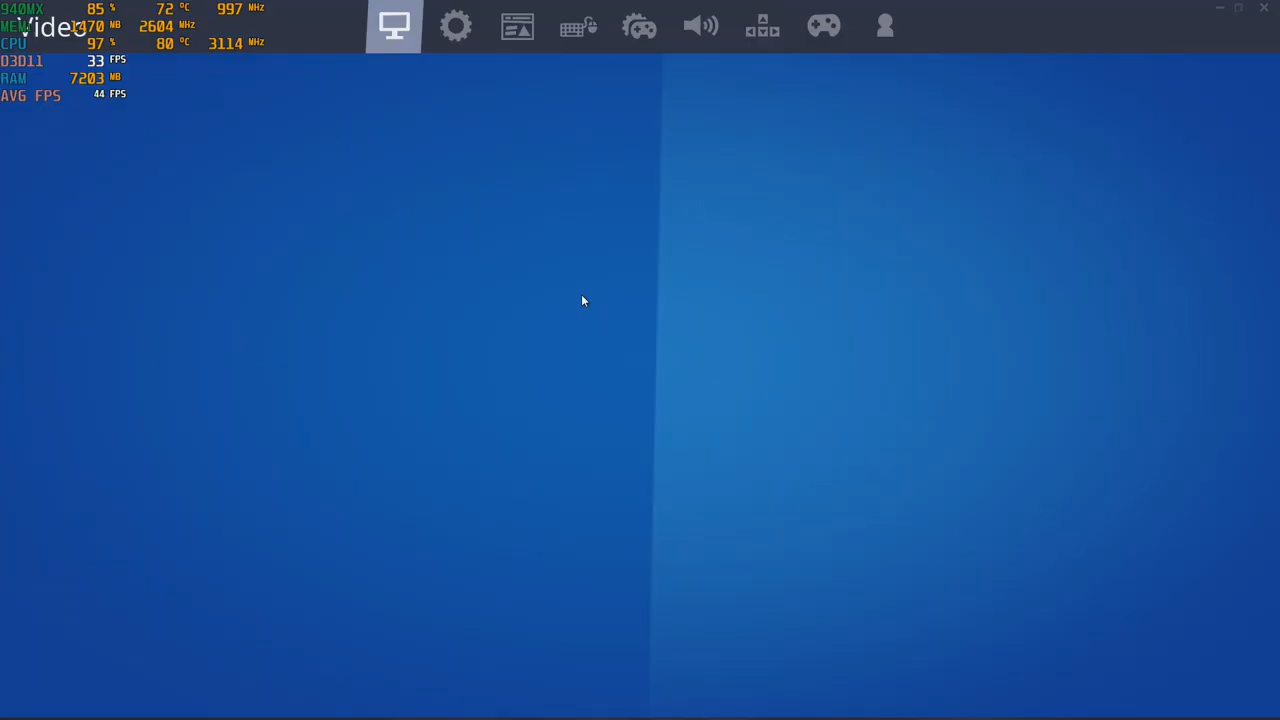 940MX 85 % 72 °C 997 MHz
MEM 1470 MB 2604 MHz
Video
CPU 97 % 80 °C 3114 MHz
D3D11 33 FPS
RAM 7203 MB
AVG FPS 44 FPS